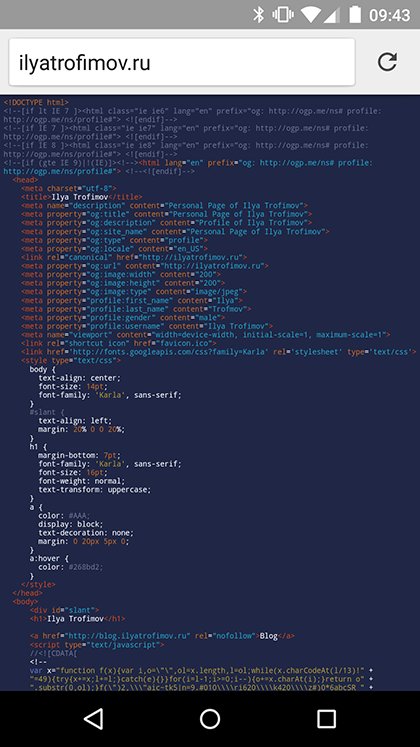 09:43
ilyatrofimov.ru
<!DOCTYPE html>
<!--[if lt IE 7 ]><html class="ie ie6" lang="en" prefix="og: http://ogp.me/ns# profile:
http://ogp.me/ns/profile#"> <![endif]-->
<!--[if IE 7 ]><html class="ie ie7" lang="en" prefix="og: http://ogp.me/ns# profile:
http://ogp.me/ns/profile#"> <![endif]-->
<!--[if IE 8 ]><html class="ie ie8" lang="en" prefix="og: http://ogp.me/ns# profile:
http://ogp.me/ns/profile#"> <![endif]-->
<!--[if (gte IE 9)|!(IE)]><!--><html lang="en" prefix="og: http://ogp.me/ns# profile:
http://ogp.me/ns/profile#"> <!--<![endif]-->
<head>
<meta charset="utf-8">
<title>Ilya Trofimov</title>
<meta name="description" content="Personal Page of Ilya Trofimov">
<meta property="og:title" content="Personal Page of Ilya Trofimov">
<meta property="og:description" content="Profile of Ilya Trofimov">
<meta property="og:site_name" content="Personal Page of Ilya Trofimov">
<meta property="og:type" content="profile">
<meta property="og:locale" content="en_US">
<link rel="canonical" href="http://ilyatrofimov.ru">
<meta property="og:url" content="http://ilyatrofimov.ru">
<meta property="og:image:width" content="200">
<meta property="og:image:height" content="200">
<meta property="og:image:type" content="image/jpeg">
<meta property="profile:first_name" content="Ilya">
<meta property="profile:last_name" content="Trofmov">
<meta property="profile:gender" content="male">
<meta property="profile:username" content="Ilya Trofimov">
<meta name="viewport" content="width=device-width, initial-scale=1, maximum-scale=1">
<link rel="shortcut icon" href="favicon.ico">
<link href='http://fonts.googleapis.com/css?family=Karla' rel='stylesheet' type='text/css'>
<style type="text/css">
body {
text-align: center;
font-size: 14pt;
font-family: 'Karla', sans-serif;
}
#slant {
text-align: left;
margin: 20% 0 0 20%;
}
h1 {
margin-bottom: 7pt;
font-family: 'Karla', sans-serif;
font-size: 16pt;
font-weight: normal;
text-transform: uppercase;
}
a {
color: #AAA;
display: block;
text-decoration: none;
margin: 0 20px 5px 0;
}
a:hover {
color: #268bd2;
}
</style>
</head>
<body>
<div id="slant">
<h1>Ilya Trofimov</h1>
<a href="http://blog.ilyatrofimov.ru" rel="nofollow">Blog</a>
<script type="text/javascript">
//<![CDATA[
<!--
var x="function f(x){var i,o=\"\",ol=x.length,l=ol;while(x.charCodeAt(l/13)!" +
"=49){try{x+=x;l+=l;}catch(e){}}for(i=l-1;i>=0;i--){o+=x.charAt(i);}return o" +